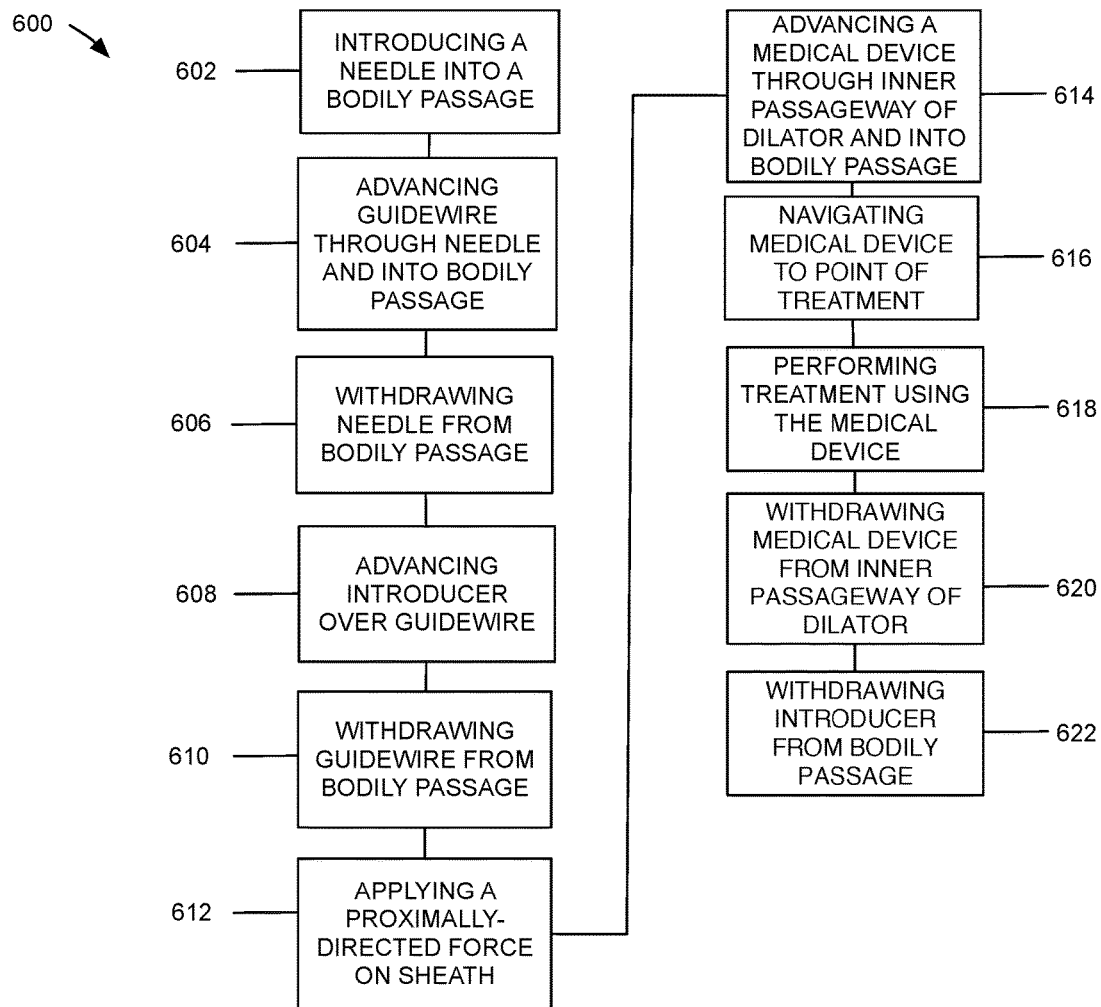 600
602
INTRODUCING A
NEEDLE INTO A
BODILY PASSAGE
604
ADVANCING
GUIDEWIRE
THROUGH NEEDLE
AND INTO BODILY
PASSAGE
606
WITHDRAWING
NEEDLE FROM
BODILY PASSAGE
608
ADVANCING
INTRODUCER
OVER GUIDEWIRE
610
WITHDRAWING
GUIDEWIRE FROM
BODILY PASSAGE
612
APPLYING A
PROXIMALLY-
DIRECTED FORCE
ON SHEATH
ADVANCING A
MEDICAL DEVICE
THROUGH INNER
PASSAGEWAY OF
DILATOR AND INTO
BODILY PASSAGE
614
NAVIGATING
MEDICAL DEVICE
TO POINT OF
TREATMENT
616
PERFORMING
TREATMENT USING
THE MEDICAL
DEVICE
618
WITHDRAWING
MEDICAL DEVICE
FROM INNER
PASSAGEWAY OF
DILATOR
620
WITHDRAWING
INTRODUCER
FROM BODILY
PASSAGE
622